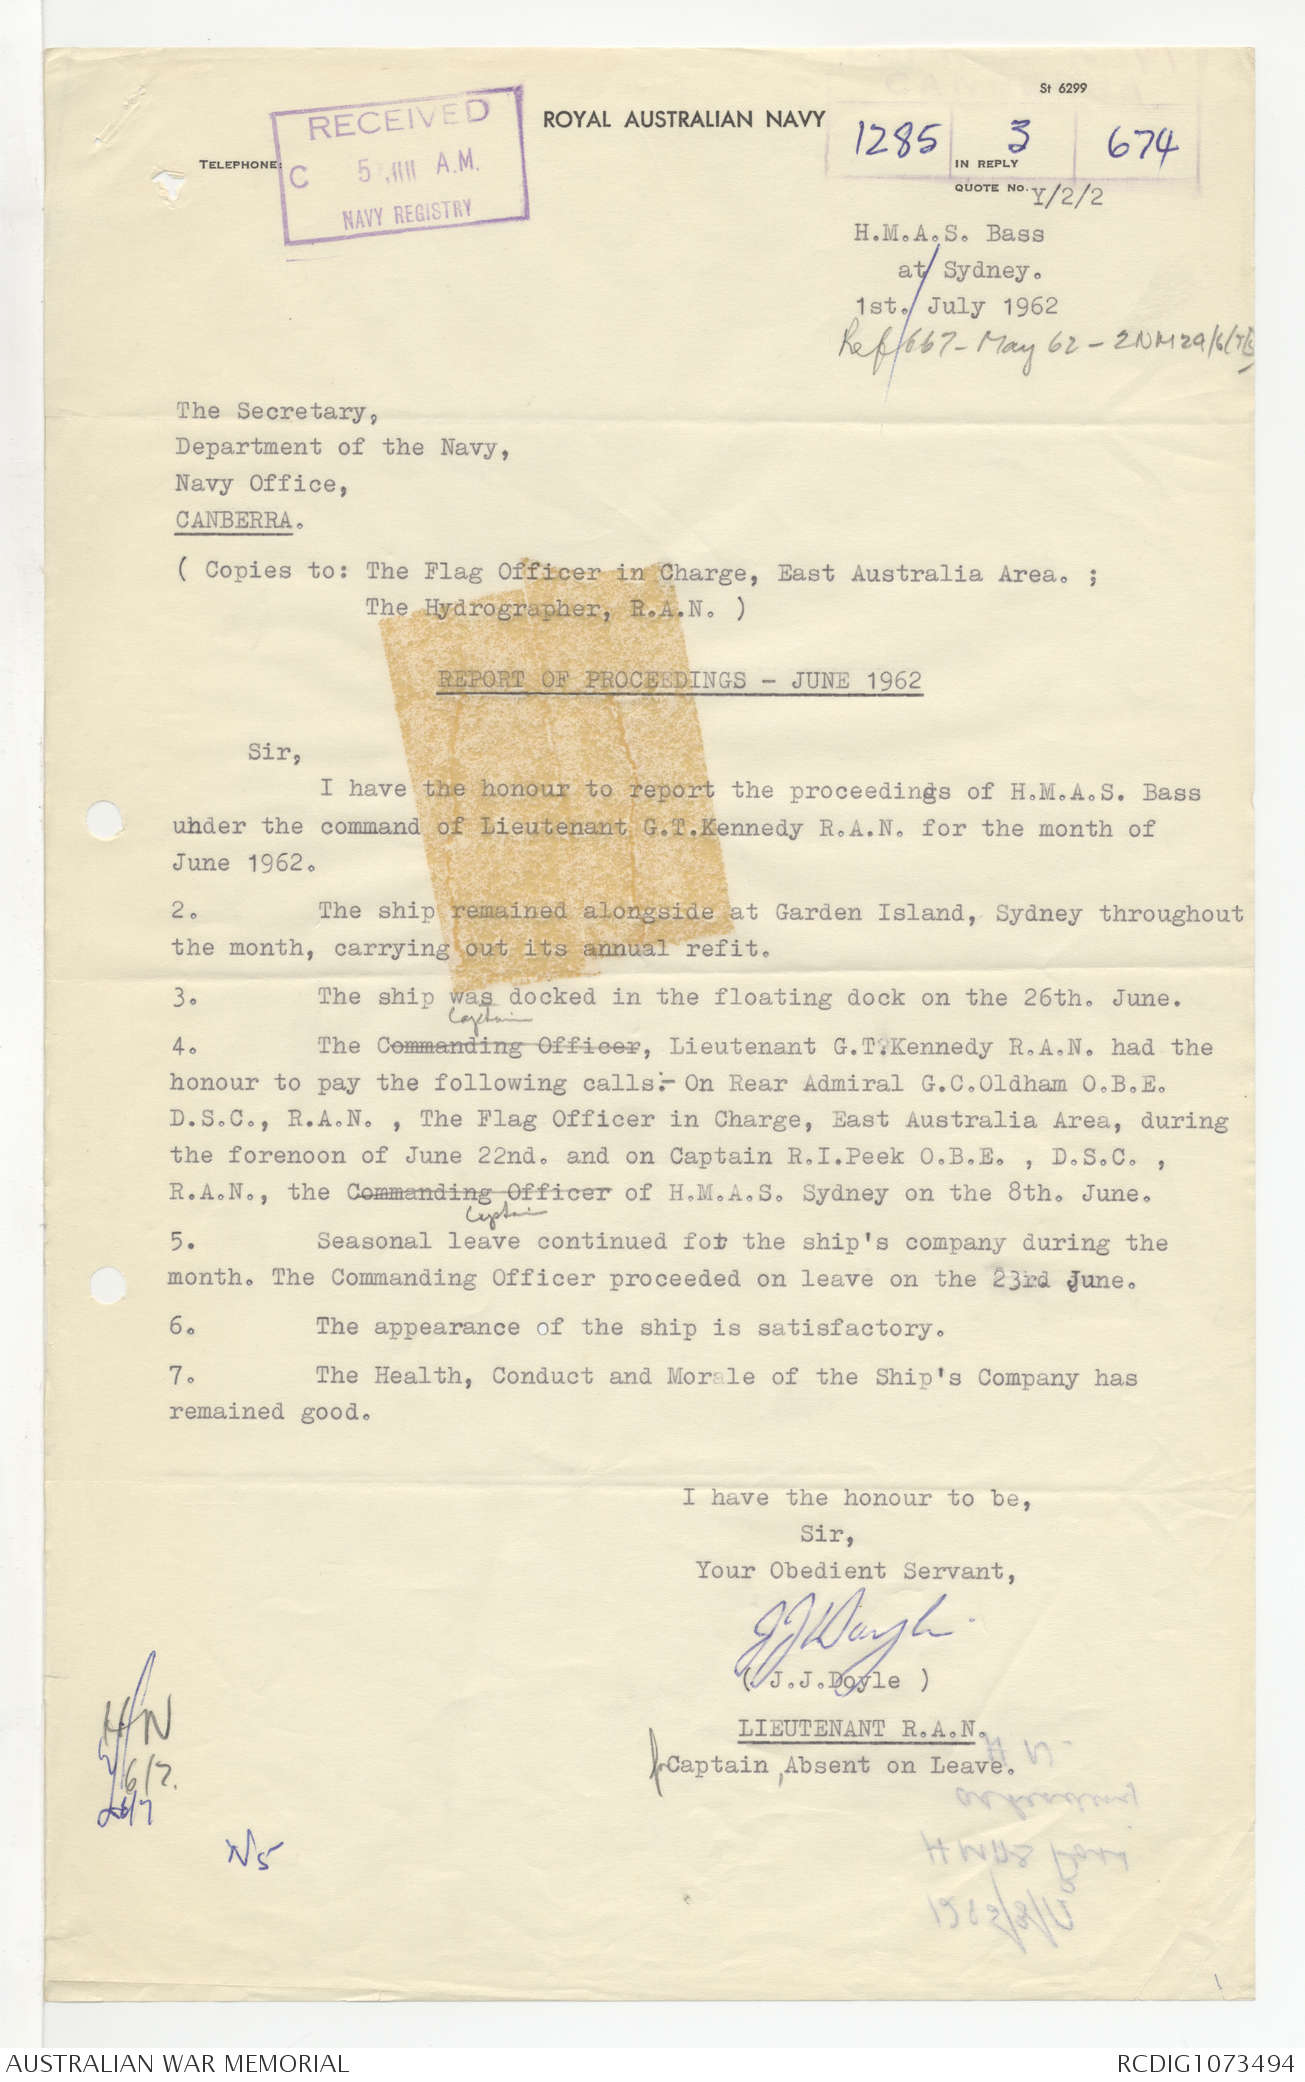 St 6299
ROYAL AUSTRALIAN NAVY
RECEIVED
C 5 JUL A.M.
NAVY REGISTRY
TELEPHONE:
1285 3 674
IN REPLY
QUOTE No. Y/2/2
H.M.A.S. Bass
at Sydney.
1st. July 1962
Ref 667 - May 62 -
The Secretary,
Department of the Navy,
Navy Office,
CANBERRA.
( Copies to: The Flag Officer in Charge, East Australia Area. ;
The Hydrographer, R.A.N. )
REPORT OF PROCEEDINGS - JUNE 1962
Sir,
I have the honour to report the proceedings of H.M.A.S. Bass
under the command of Lieutenant G.T.Kennedy R.A.N. for the month of
June 1962.
2. The ship remained alongside at Garden Island, Sydney throughout
the month, carrying out its annual refit.
3. The ship was docked in the floating dock on the 26th. June.
Captain
4. The Commanding Officer, Lieutenant G.T.Kennedy R.A.N. had the
honour to pay the following calls:- On Rear Admiral G.C.Oldham O.B.E.
D.S.C., R.A.N. , The Flag Officer in Charge, East Australia Area, during
the forenoon of June 22nd. and on Captain R.I.Peek O.B.E. , D.S.C. ,
R.A.N., the Commanding Officer of H.M.A.S. Sydney on the 8th. June.
Captain
5. Seasonal leave continued for the ship's company during the
month. The Commanding Officer proceeded on leave on the 23rd June.
6. The appearance of the ship is satisfactory.
7. The Health, Conduct and Morale of the Ship's Company has
remained good.
I have the honour to be,
Sir,
Your Obedient Servant,
( J.J.Doyle )
LIEUTENANT R.A.N.
for Captain, Absent on Leave.
HN
6/7.
N5
AUSTRALIAN WAR MEMORIAL
RCDIG1073494